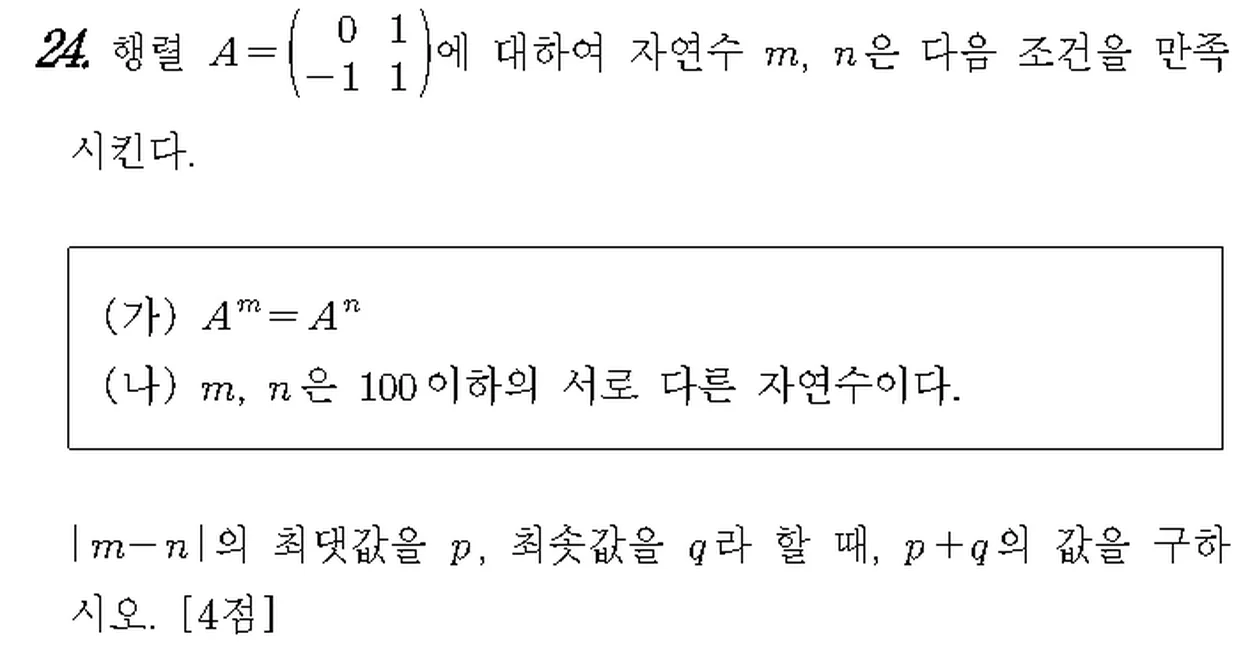 24. 행렬 A=( 0 1 ; −1 1 )에 대하여 자연수 m, n은 다음 조건을 만족
시킨다.
(가) A^m = A^n
(나) m, n은 100이하의 서로 다른 자연수이다.
|m−n|의 최댓값을 p, 최솟값을 q라 할 때, p+q의 값을 구하
시오. [4점]